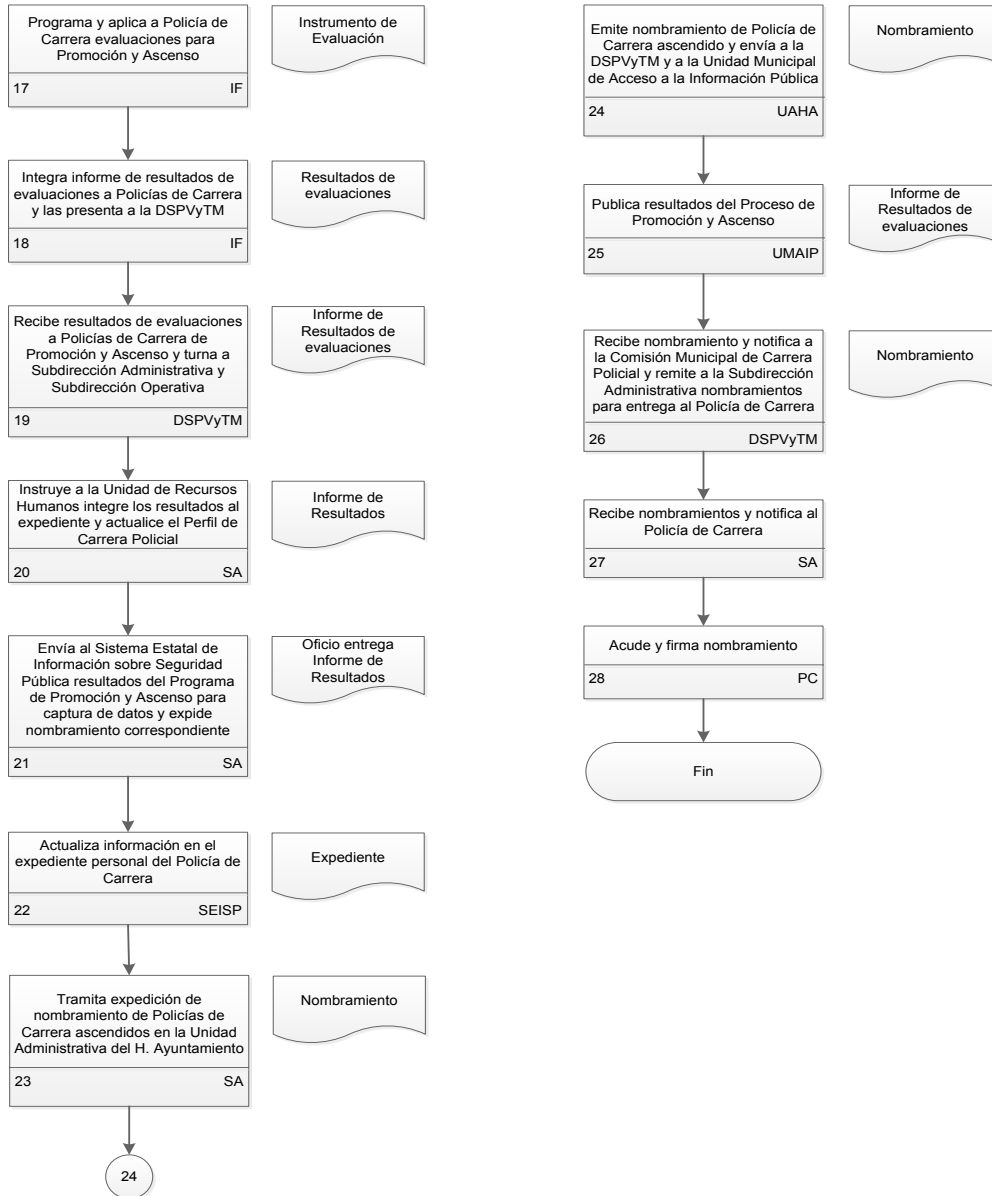 Programa y aplica a Policía de
Carrera evaluaciones para
Promoción y Ascenso
17 IF
Instrumento de
Evaluación
Integra informe de resultados de
evaluaciones a Policías de Carrera
y las presenta a la DSPVyTM
18 IF
Resultados de
evaluaciones
Recibe resultados de evaluaciones
a Policías de Carrera de
Promoción y Ascenso y turna a
Subdirección Administrativa y
Subdirección Operativa
19 DSPVyTM
Informe de
Resultados de
evaluaciones
Instruye a la Unidad de Recursos
Humanos integre los resultados al
expediente y actualice el Perfil de
Carrera Policial
20 SA
Informe de
Resultados
Envía al Sistema Estatal de
Información sobre Seguridad
Pública resultados del Programa
de Promoción y Ascenso para
captura de datos y expide
nombramiento correspondiente
21 SA
Oficio entrega
Informe de
Resultados
Actualiza información en el
expediente personal del Policía de
Carrera
22 SEISP
Expediente
Tramita expedición de
nombramiento de Policías de
Carrera ascendidos en la Unidad
Administrativa del H. Ayuntamiento
23 SA
Nombramiento
24
Emite nombramiento de Policía de
Carrera ascendido y envía a la
DSPVyTM y a la Unidad Municipal
de Acceso a la Información Pública
24 UAHA
Nombramiento
Publica resultados del Proceso de
Promoción y Ascenso
25 UMAIP
Informe de
Resultados de
evaluaciones
Recibe nombramiento y notifica a
la Comisión Municipal de Carrera
Policial y remite a la Subdirección
Administrativa nombramientos
para entrega al Policía de Carrera
26 DSPVyTM
Nombramiento
Recibe nombramientos y notifica al
Policía de Carrera
27 SA
Acude y firma nombramiento
28 PC
Fin